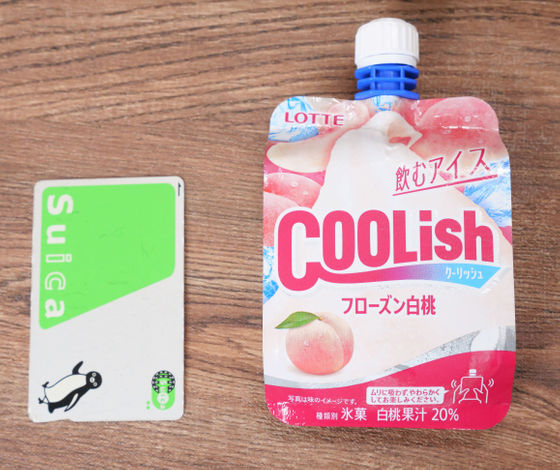 Suica
LOTTE
飲むアイス
COOLish
クーリッシュ
フローズン白桃
ムリに吸わず、やわらかく
してお楽しみください。
写真は味のイメージです。
種類別 氷菓 白桃果汁 20%